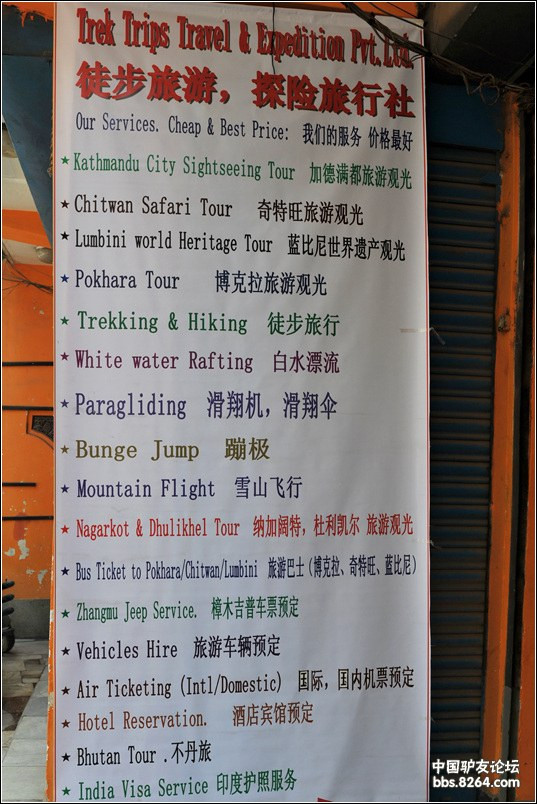 Trek Trips Travel & Expedition Pvt. Ltd.
徒步旅游，探险旅行社
Our Services. Cheap & Best Price: 我们的服务 价格最好
★ Kathmandu City Sightseeing Tour 加德满都旅游观光
★ Chitwan Safari Tour 奇特旺旅游观光
★ Lumbini world Heritage Tour 蓝比尼世界遗产观光
★ Pokhara Tour 博克拉旅游观光
★ Trekking & Hiking 徒步旅行
★ White water Rafting 白水漂流
★ Paragliding 滑翔机，滑翔伞
★ Bunge Jump 蹦极
★ Mountain Flight 雪山飞行
★ Nagarkot & Dhulikhel Tour 纳加阔特，杜利凯尔 旅游观光
★ Bus Ticket to Pokhara/Chitwan/Lumbini 旅游巴士（博克拉、奇特旺、蓝比尼）
★ Zhangmu Jeep Service. 樟木吉普车票预定
★ Vehicles Hire 旅游车辆预定
★ Air Ticketing (Intl/Domestic) 国际，国内机票预定
★ Hotel Reservation. 酒店宾馆预定
★ Bhutan Tour .不丹旅
★ India Visa Service 印度护照服务
中国驴友论坛
bbs.8264.com